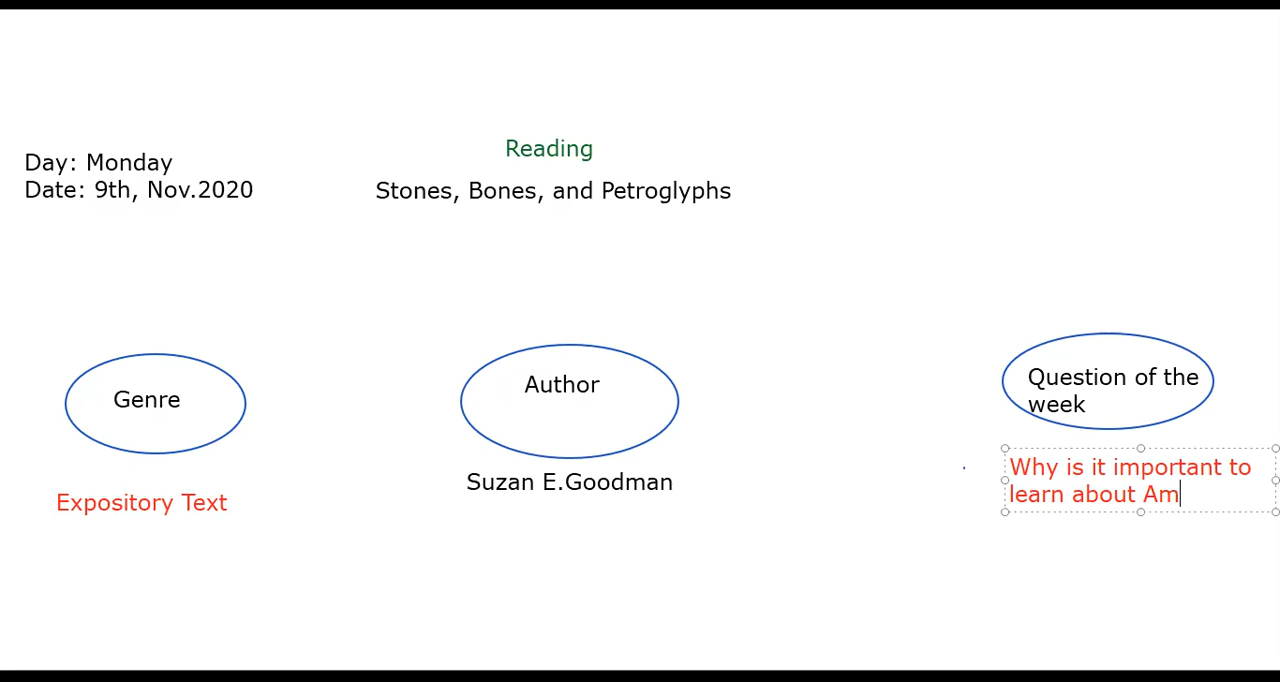 Reading
Day: Monday
Date: 9th, Nov.2020
Stones, Bones, and Petroglyphs
Genre
Expository Text
Author
Suzan E.Goodman
Question of the
week
Why is it important to
learn about Am